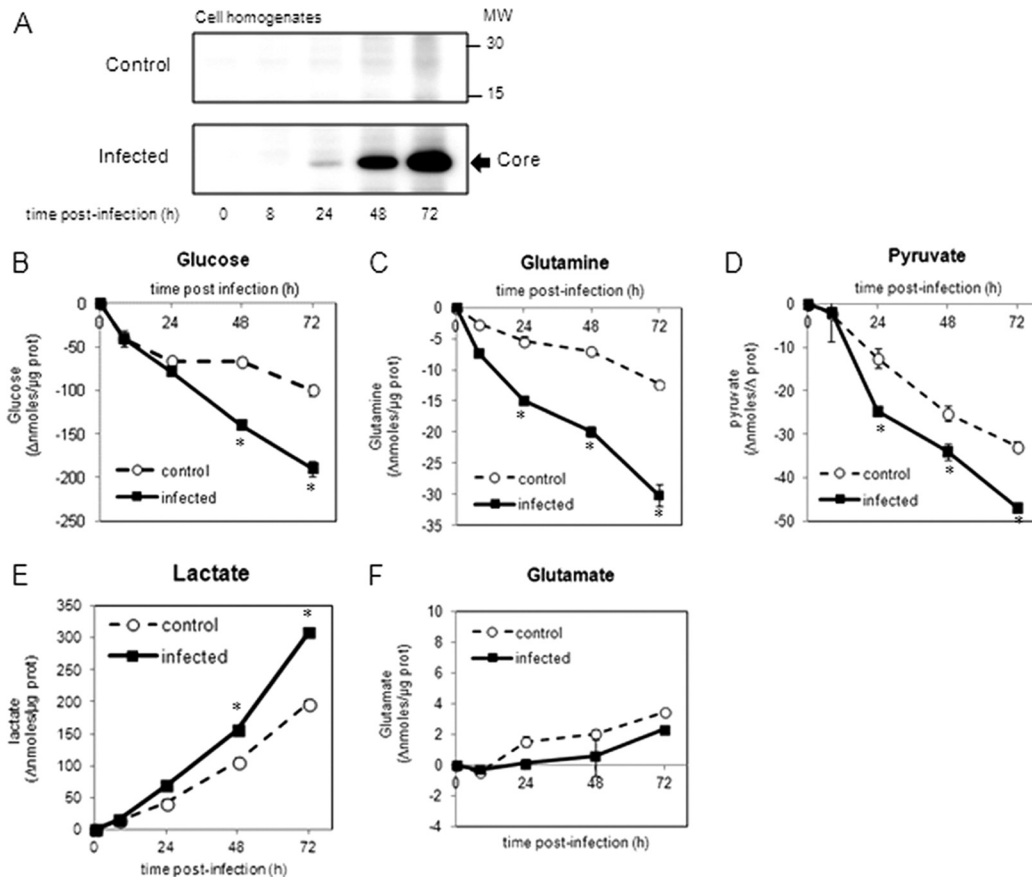 A
Cell homogenates
MW
Control
30
15
Infected
Core
time post-infection (h) 0 8 24 48 72
B
Glucose
time post infection (h)
0 24 48 72
0
-50
-100
-150
-200
-250
Glucose
(Δnmoles/µg prot)
control
infected
*
*
C
Glutamine
time post-infection (h)
0 24 48 72
0
-5
-10
-15
-20
-25
-30
-35
Glutamine
(Λnmoles/µg prot)
control
infected
*
*
*
D
Pyruvate
time post-infection (h)
0 24 48 72
0
-10
-20
-30
-40
-50
pyruvate
(Λnmoles/Λ prot)
control
infected
*
*
*
E
Lactate
350
300
250
200
150
100
50
0
lactate
(Λnmoles/µg prot)
control
infected
*
*
0 24 48 72
time post-infection (h)
F
Glutamate
10
8
6
4
2
0
-2
-4
Glutamate
(Λnmoles/µg prot)
control
infected
0 24 48 72
time post-infection (h)